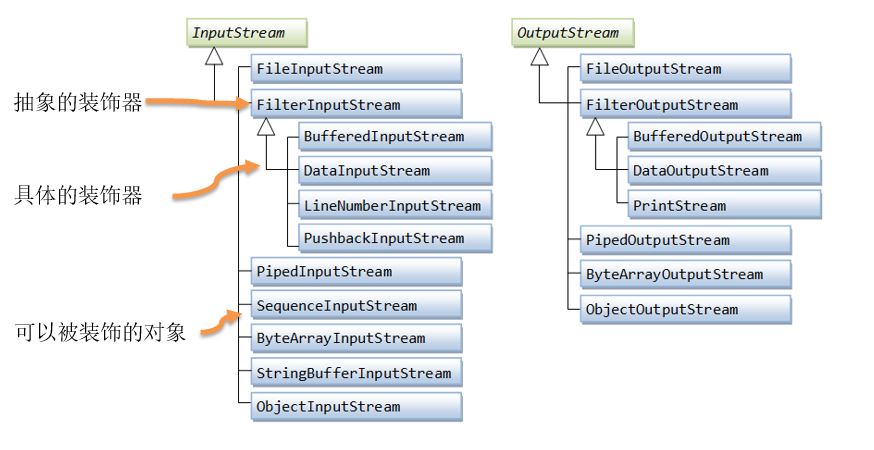 InputStream
FileInputStream
抽象的装饰器
FilterInputStream
BufferedInputStream
具体的装饰器
DataInputStream
LineNumberInputStream
PushbackInputStream
PipedInputStream
SequenceInputStream
可以被装饰的对象
ByteArrayInputStream
StringBufferInputStream
ObjectInputStream
OutputStream
FileOutputStream
FilterOutputStream
BufferedOutputStream
DataOutputStream
PrintStream
PipedOutputStream
ByteArrayOutputStream
ObjectOutputStream